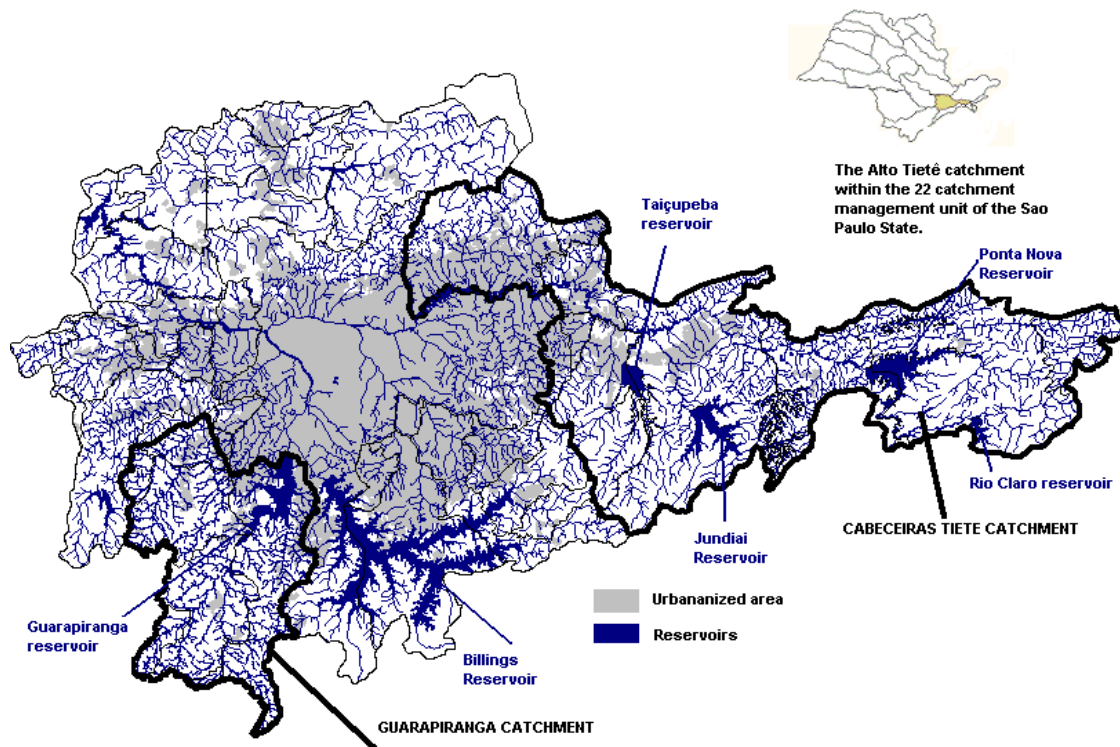 The Alto Tietê catchment
within the 22 catchment
management unit of the Sao
Paulo State.
Taiçupeba
reservoir
Ponta Nova
Reservoir
Rio Claro reservoir
CABECEIRAS TIETE CATCHMENT
Jundiai
Reservoir
Urbananized area
Reservoirs
Guarapiranga
reservoir
Billings
Reservoir
GUARAPIRANGA CATCHMENT